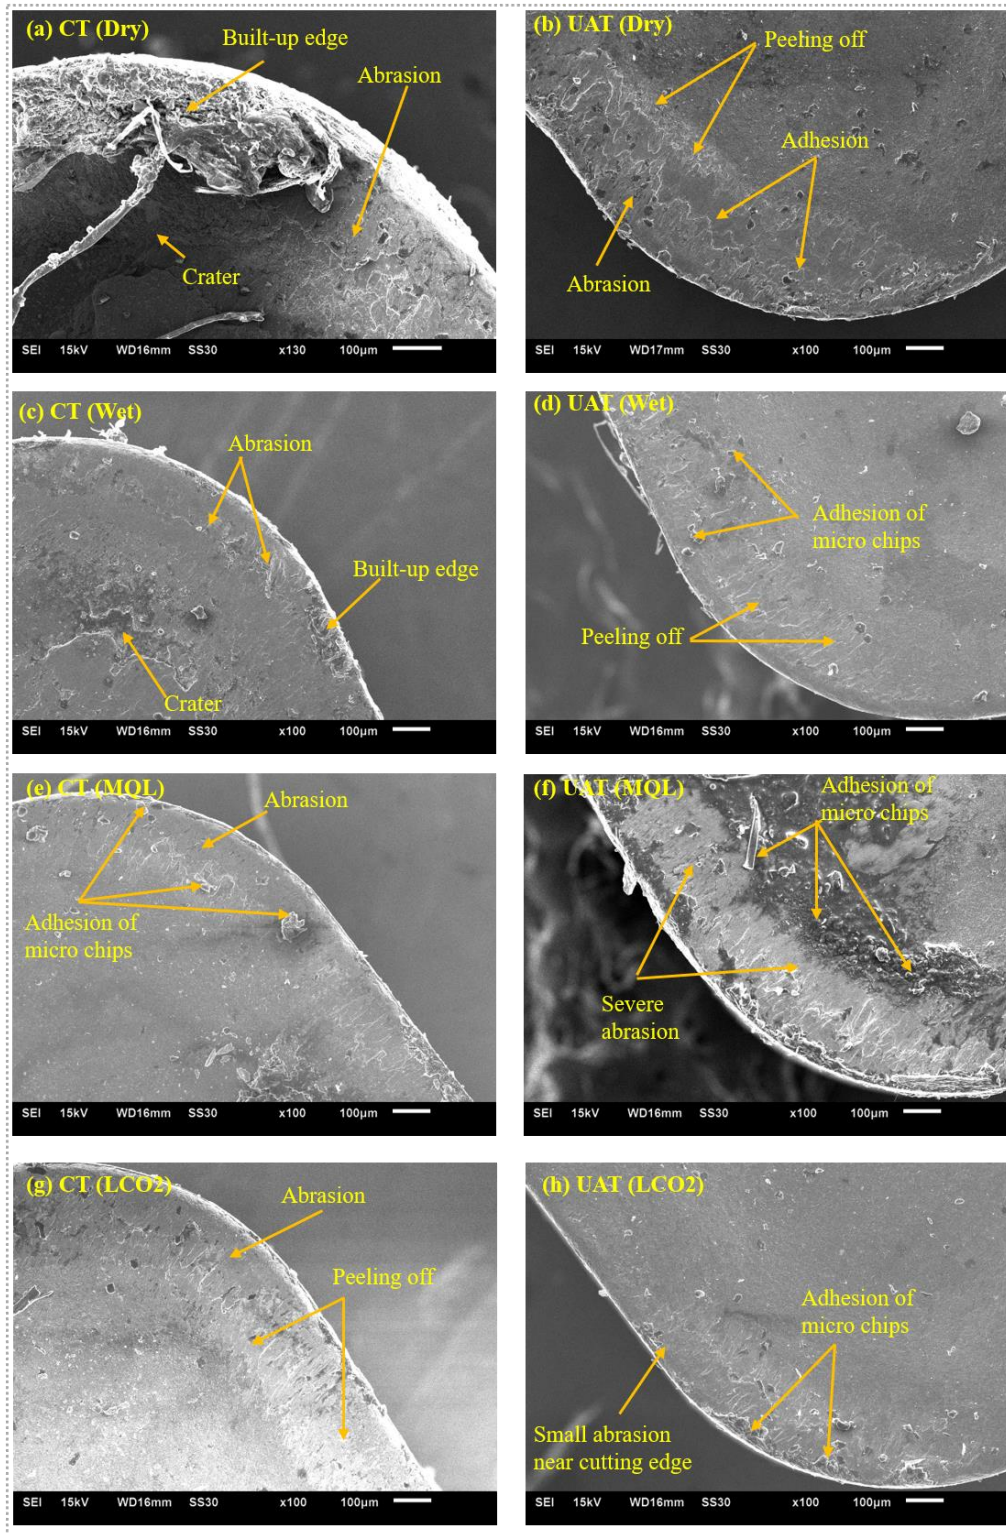 (a) CT (Dry)
Built-up edge
Abrasion
Crater
SEI 15kV WD16mm SS30 x130 100μm
(b) UAT (Dry)
Peeling off
Adhesion
Abrasion
SEI 15kV WD17mm SS30 x100 100μm
(c) CT (Wet)
Abrasion
Built-up edge
Crater
SEI 15kV WD16mm SS30 x100 100μm
(d) UAT (Wet)
Adhesion of
micro chips
Peeling off
SEI 15kV WD16mm SS30 x100 100μm
(e) CT (MQL)
Abrasion
Adhesion of
micro chips
SEI 15kV WD16mm SS30 x100 100μm
(f) UAT (MQL)
Adhesion of
micro chips
Severe
abrasion
SEI 15kV WD16mm SS30 x100 100μm
(g) CT (LCO2)
Abrasion
Peeling off
SEI 15kV WD16mm SS30 x100 100μm
(h) UAT (LCO2)
Adhesion of
micro chips
Small abrasion
near cutting edge
SEI 15kV WD16mm SS30 x100 100μm